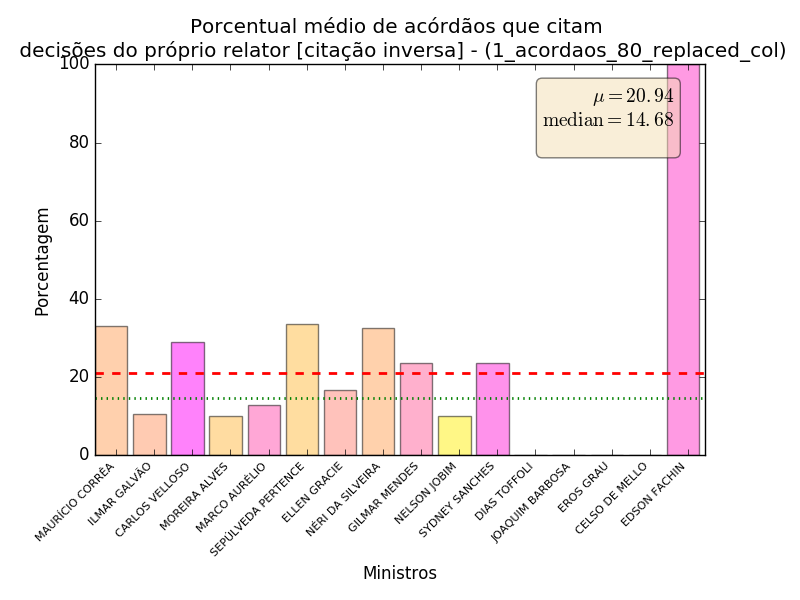 Porcentual médio de acórdãos que citam
decisões do próprio relator [citação inversa] - (1_acordaos_80_replaced_col)
100
80
60
40
20
0
Porcentagem
μ = 20.94
median = 14.68
MAURÍCIO CORRÊA
ILMAR GALVÃO
CARLOS VELLOSO
MOREIRA ALVES
MARCO AURÉLIO
SEPÚLVEDA PERTENCE
ELLEN GRACIE
NÉRI DA SILVEIRA
GILMAR MENDES
NELSON JOBIM
SYDNEY SANCHES
DIAS TOFFOLI
JOAQUIM BARBOSA
EROS GRAU
CELSO DE MELLO
EDSON FACHIN
Ministros